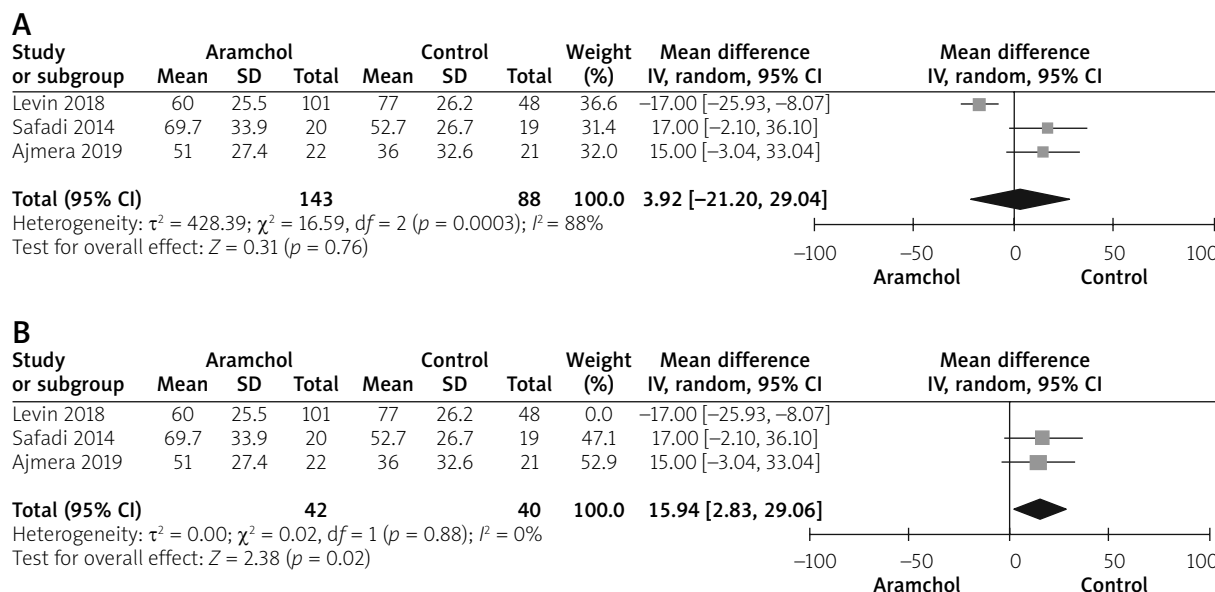 A
Study Aramchol Control Weight Mean difference Mean difference
or subgroup Mean SD Total Mean SD Total (%) IV, random, 95% CI IV, random, 95% CI
Levin 2018 60 25.5 101 77 26.2 48 36.6 −17.00 [−25.93, −8.07]
Safadi 2014 69.7 33.9 20 52.7 26.7 19 31.4 17.00 [−2.10, 36.10]
Ajmera 2019 51 27.4 22 36 32.6 21 32.0 15.00 [−3.04, 33.04]
Total (95% CI) 143 88 100.0 3.92 [−21.20, 29.04]
Heterogeneity: τ² = 428.39; χ² = 16.59, df = 2 (p = 0.0003); I² = 88%
Test for overall effect: Z = 0.31 (p = 0.76)
−100 −50 0 50 100
Aramchol Control
B
Study Aramchol Control Weight Mean difference Mean difference
or subgroup Mean SD Total Mean SD Total (%) IV, random, 95% CI IV, random, 95% CI
Levin 2018 60 25.5 101 77 26.2 48 0.0 −17.00 [−25.93, −8.07]
Safadi 2014 69.7 33.9 20 52.7 26.7 19 47.1 17.00 [−2.10, 36.10]
Ajmera 2019 51 27.4 22 36 32.6 21 52.9 15.00 [−3.04, 33.04]
Total (95% CI) 42 40 100.0 15.94 [2.83, 29.06]
Heterogeneity: τ² = 0.00; χ² = 0.02, df = 1 (p = 0.88); I² = 0%
Test for overall effect: Z = 2.38 (p = 0.02)
−100 −50 0 50 100
Aramchol Control